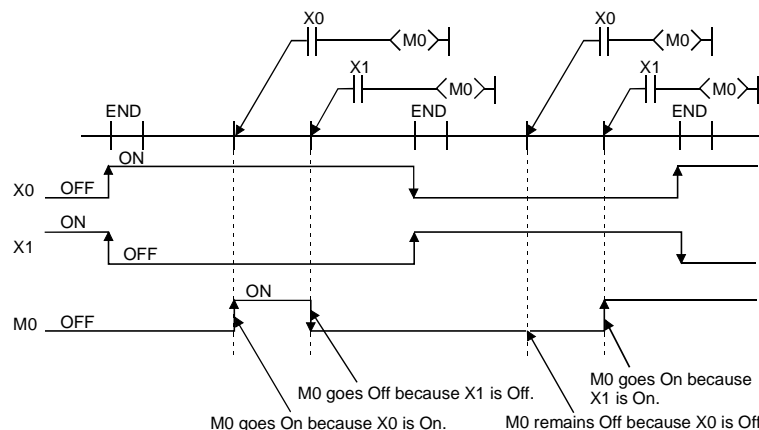 X0 X0
M0 M0
X1 X1
M0 M0
END END END
ON
X0 OFF
ON
X1 OFF
ON
M0 OFF
M0 goes Off because X1 is Off.
M0 goes On because X1 is On.
M0 goes On because X0 is On.
M0 remains Off because X0 is Off